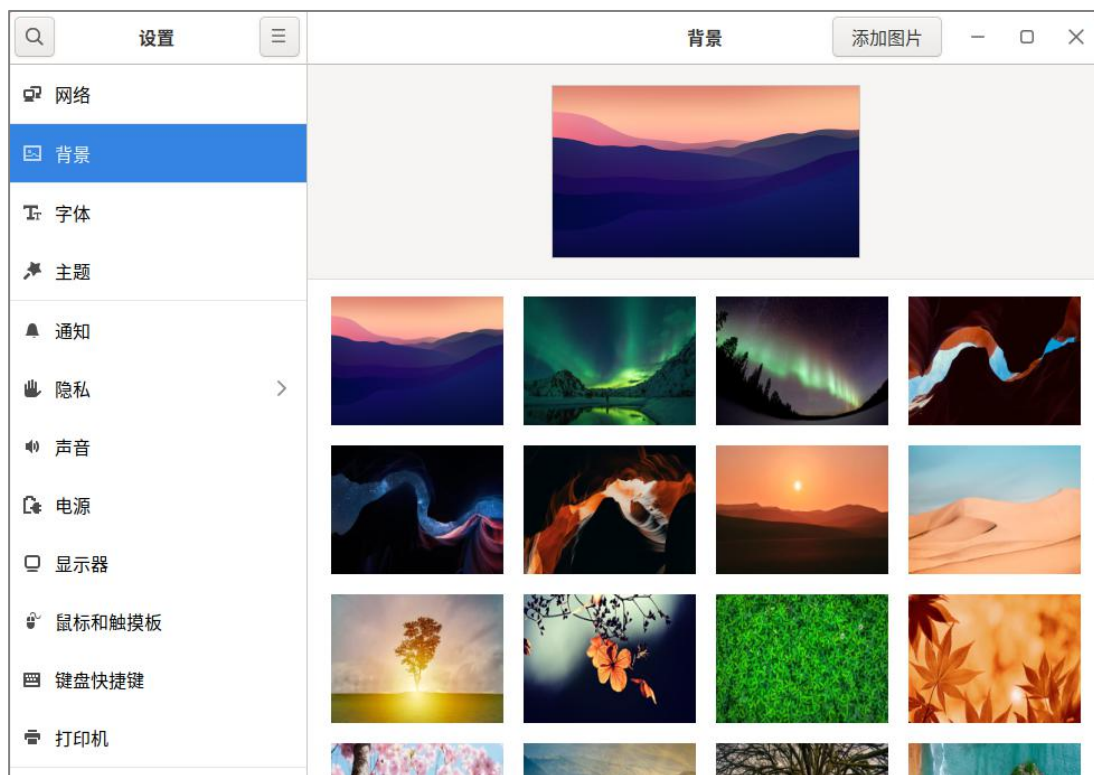 设置
背景
添加图片
网络
背景
字体
主题
通知
隐私
声音
电源
显示器
鼠标和触摸板
键盘快捷键
打印机